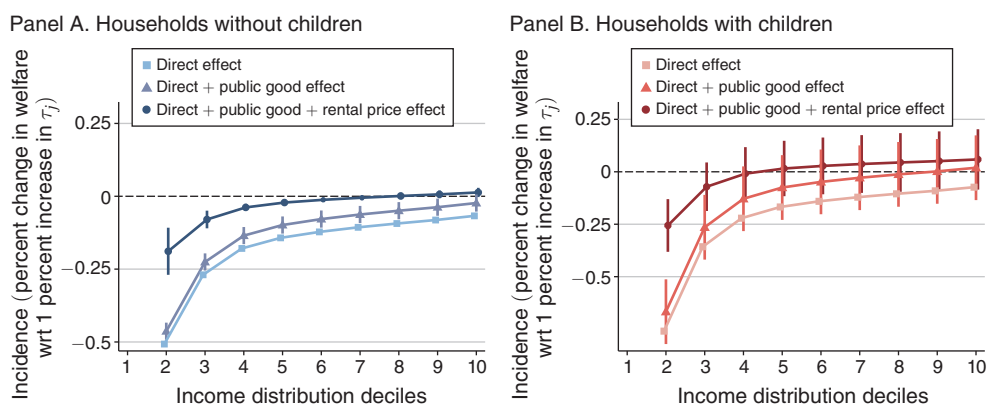 Panel A. Households without children
Incidence (percent change in welfare
wrt 1 percent increase in τj)
Direct effect
Direct + public good effect
Direct + public good + rental price effect
0.25
0
−0.25
−0.5
1 2 3 4 5 6 7 8 9 10
Income distribution deciles
Panel B. Households with children
Incidence (percent change in welfare
wrt 1 percent increase in τj)
Direct effect
Direct + public good effect
Direct + public good + rental price effect
0.25
0
−0.25
−0.5
1 2 3 4 5 6 7 8 9 10
Income distribution deciles